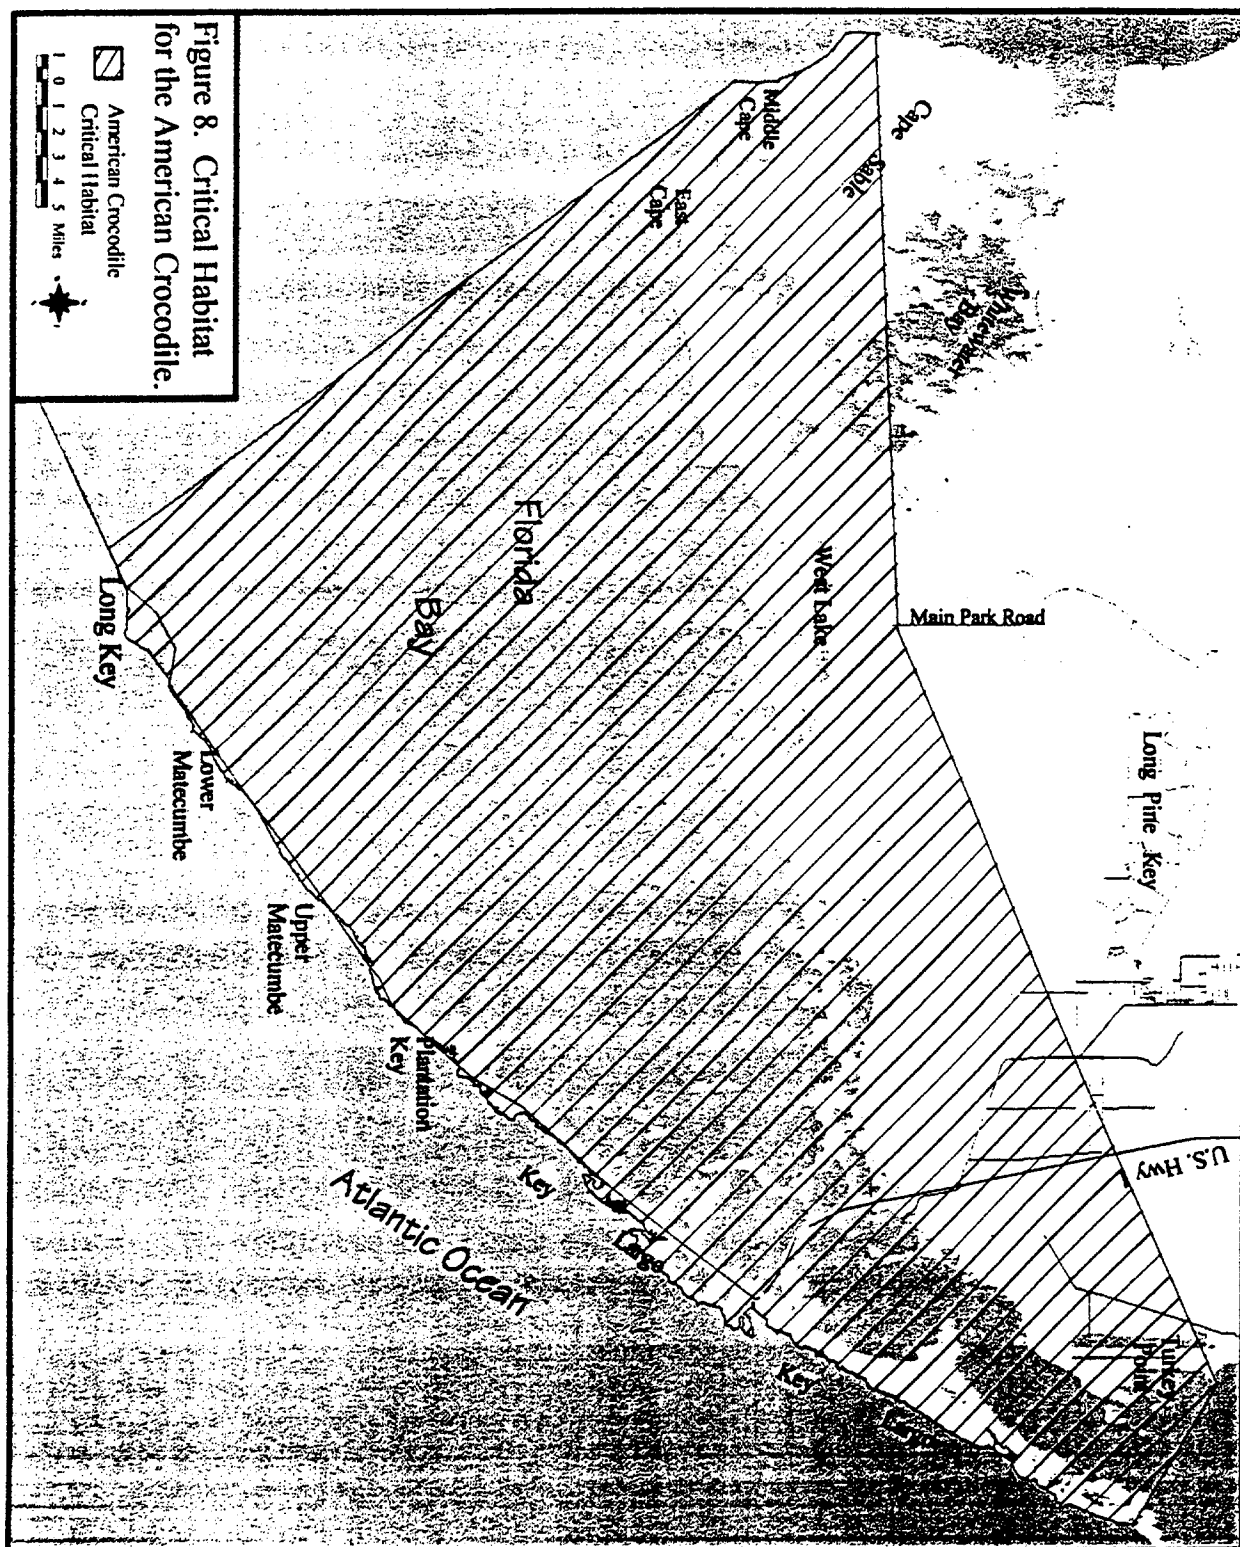 Figure 8. Critical Habitat
for the American Crocodile.
American Crocodile
Critical Habitat
1 0 1 2 3 4 5 Miles
Cape
Sable
Middle
Cape
East
Cape
Whitewater
Bay
Florida
Bay
West Lake
Main Park Road
Long Pine Key
U.S. Hwy 1
Turkey
Point
Long Key
Lower
Matecumbe
Upper
Matecumbe
Plantation
Key
Key
Largo
Key
Atlantic Ocean